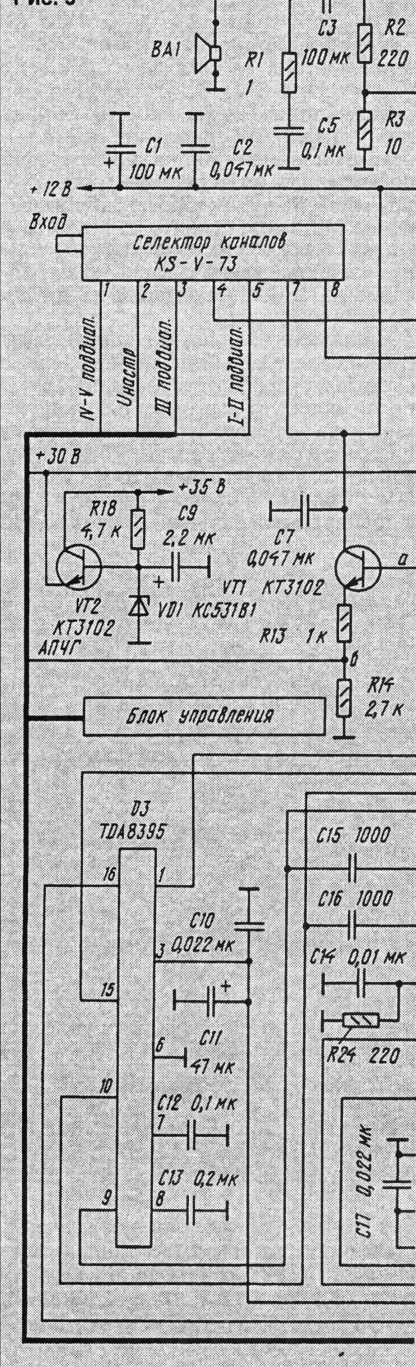 Рис. 3
C3
100 мк
R2
220
BA1
R1
1
C5
0,1 мк
R3
10
C1
100 мк
+
C2
0,047 мк
+ 12 В
Вход
Селектор каналов
KS - V - 73
1 2 3 4 5 7 8
IV-V поддиап.
Uнастр
III поддиап.
I-II поддиап.
+30 В
+35 В
R18
4,7 к
C9
2,2 мк
+
C7
0,047 мк
VT1 КТ3102
а
VT2
КТ3102
АПЧГ
VD1 КС531В1
R13 1 к
б
R14
2,7 к
Блок управления
D3
TDA8395
16
1
C15 1000
C16 1000
C10
0,022 мк
3
C14 0,01 мк
15
+
C11
47 мк
R24 220
6
10
C12 0,1 мк
7
C17 0,022 мк
9
C13 0,2 мк
8